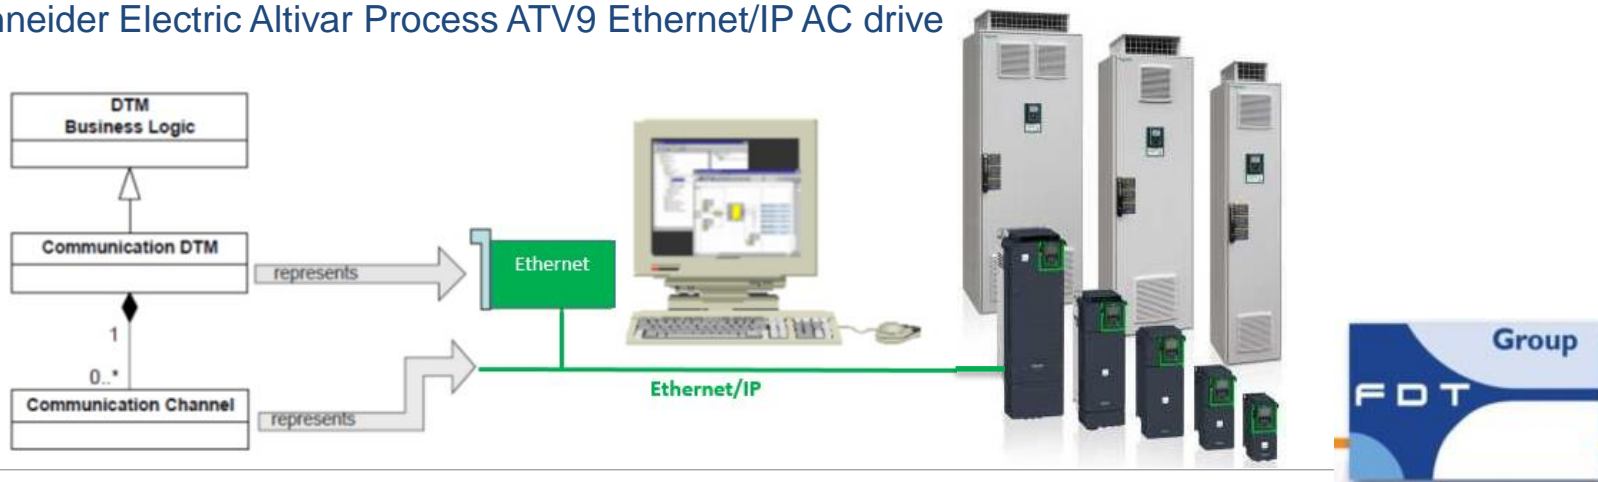 hneider Electric Altivar Process ATV9 Ethernet/IP AC drive
DTM
Business Logic
Communication DTM
represents
Ethernet
1
0..*
Communication Channel
represents
Ethernet/IP
Group
FDT